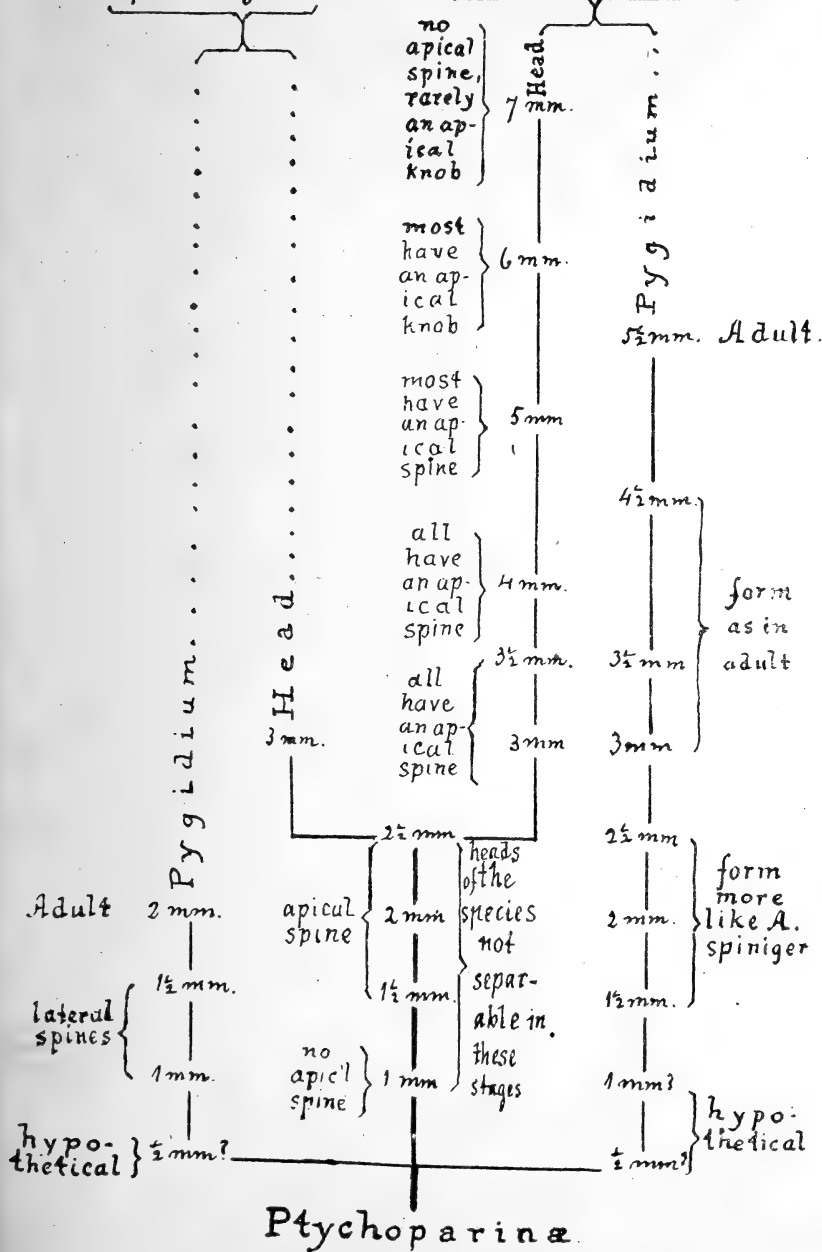 no
apical
spine,
rarely
an ap-
ical
knob
Head.
7 mm.
most
have
an ap-
ical
knob
6 mm.
most
have
an ap-
ical
spine
5 mm
all
have
an ap-
ical
spine
4 mm.
3½ mm.
all
have
an ap-
ical
spine
3 mm
Pygidium...
5½ mm. Adult.
4½ mm.
3½ mm
3 mm
form
as in
adult
2½ mm
2 mm
1½ mm.
form
more
like A.
spiniger
1 mm?
½ mm?
hypo-
thetical
Head.
3 mm.
2½ mm
2 mm
1½ mm.
apical
spine
no
apic'l
spine
1 mm
heads
of the
species
not
separ-
able in
these
stages
Pygidium.
Adult 2 mm.
1½ mm.
1 mm.
lateral
spines
hypo-
thetical
½ mm?
Ptychoparinæ